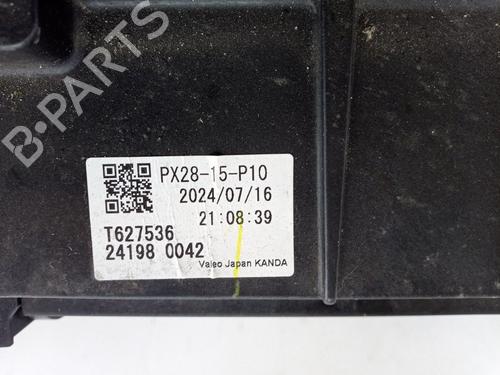 B-PARTS
PX28-15-P10
2024/07/16
21:08:39
T627536
24198 0042
Valeo Japan KANDA